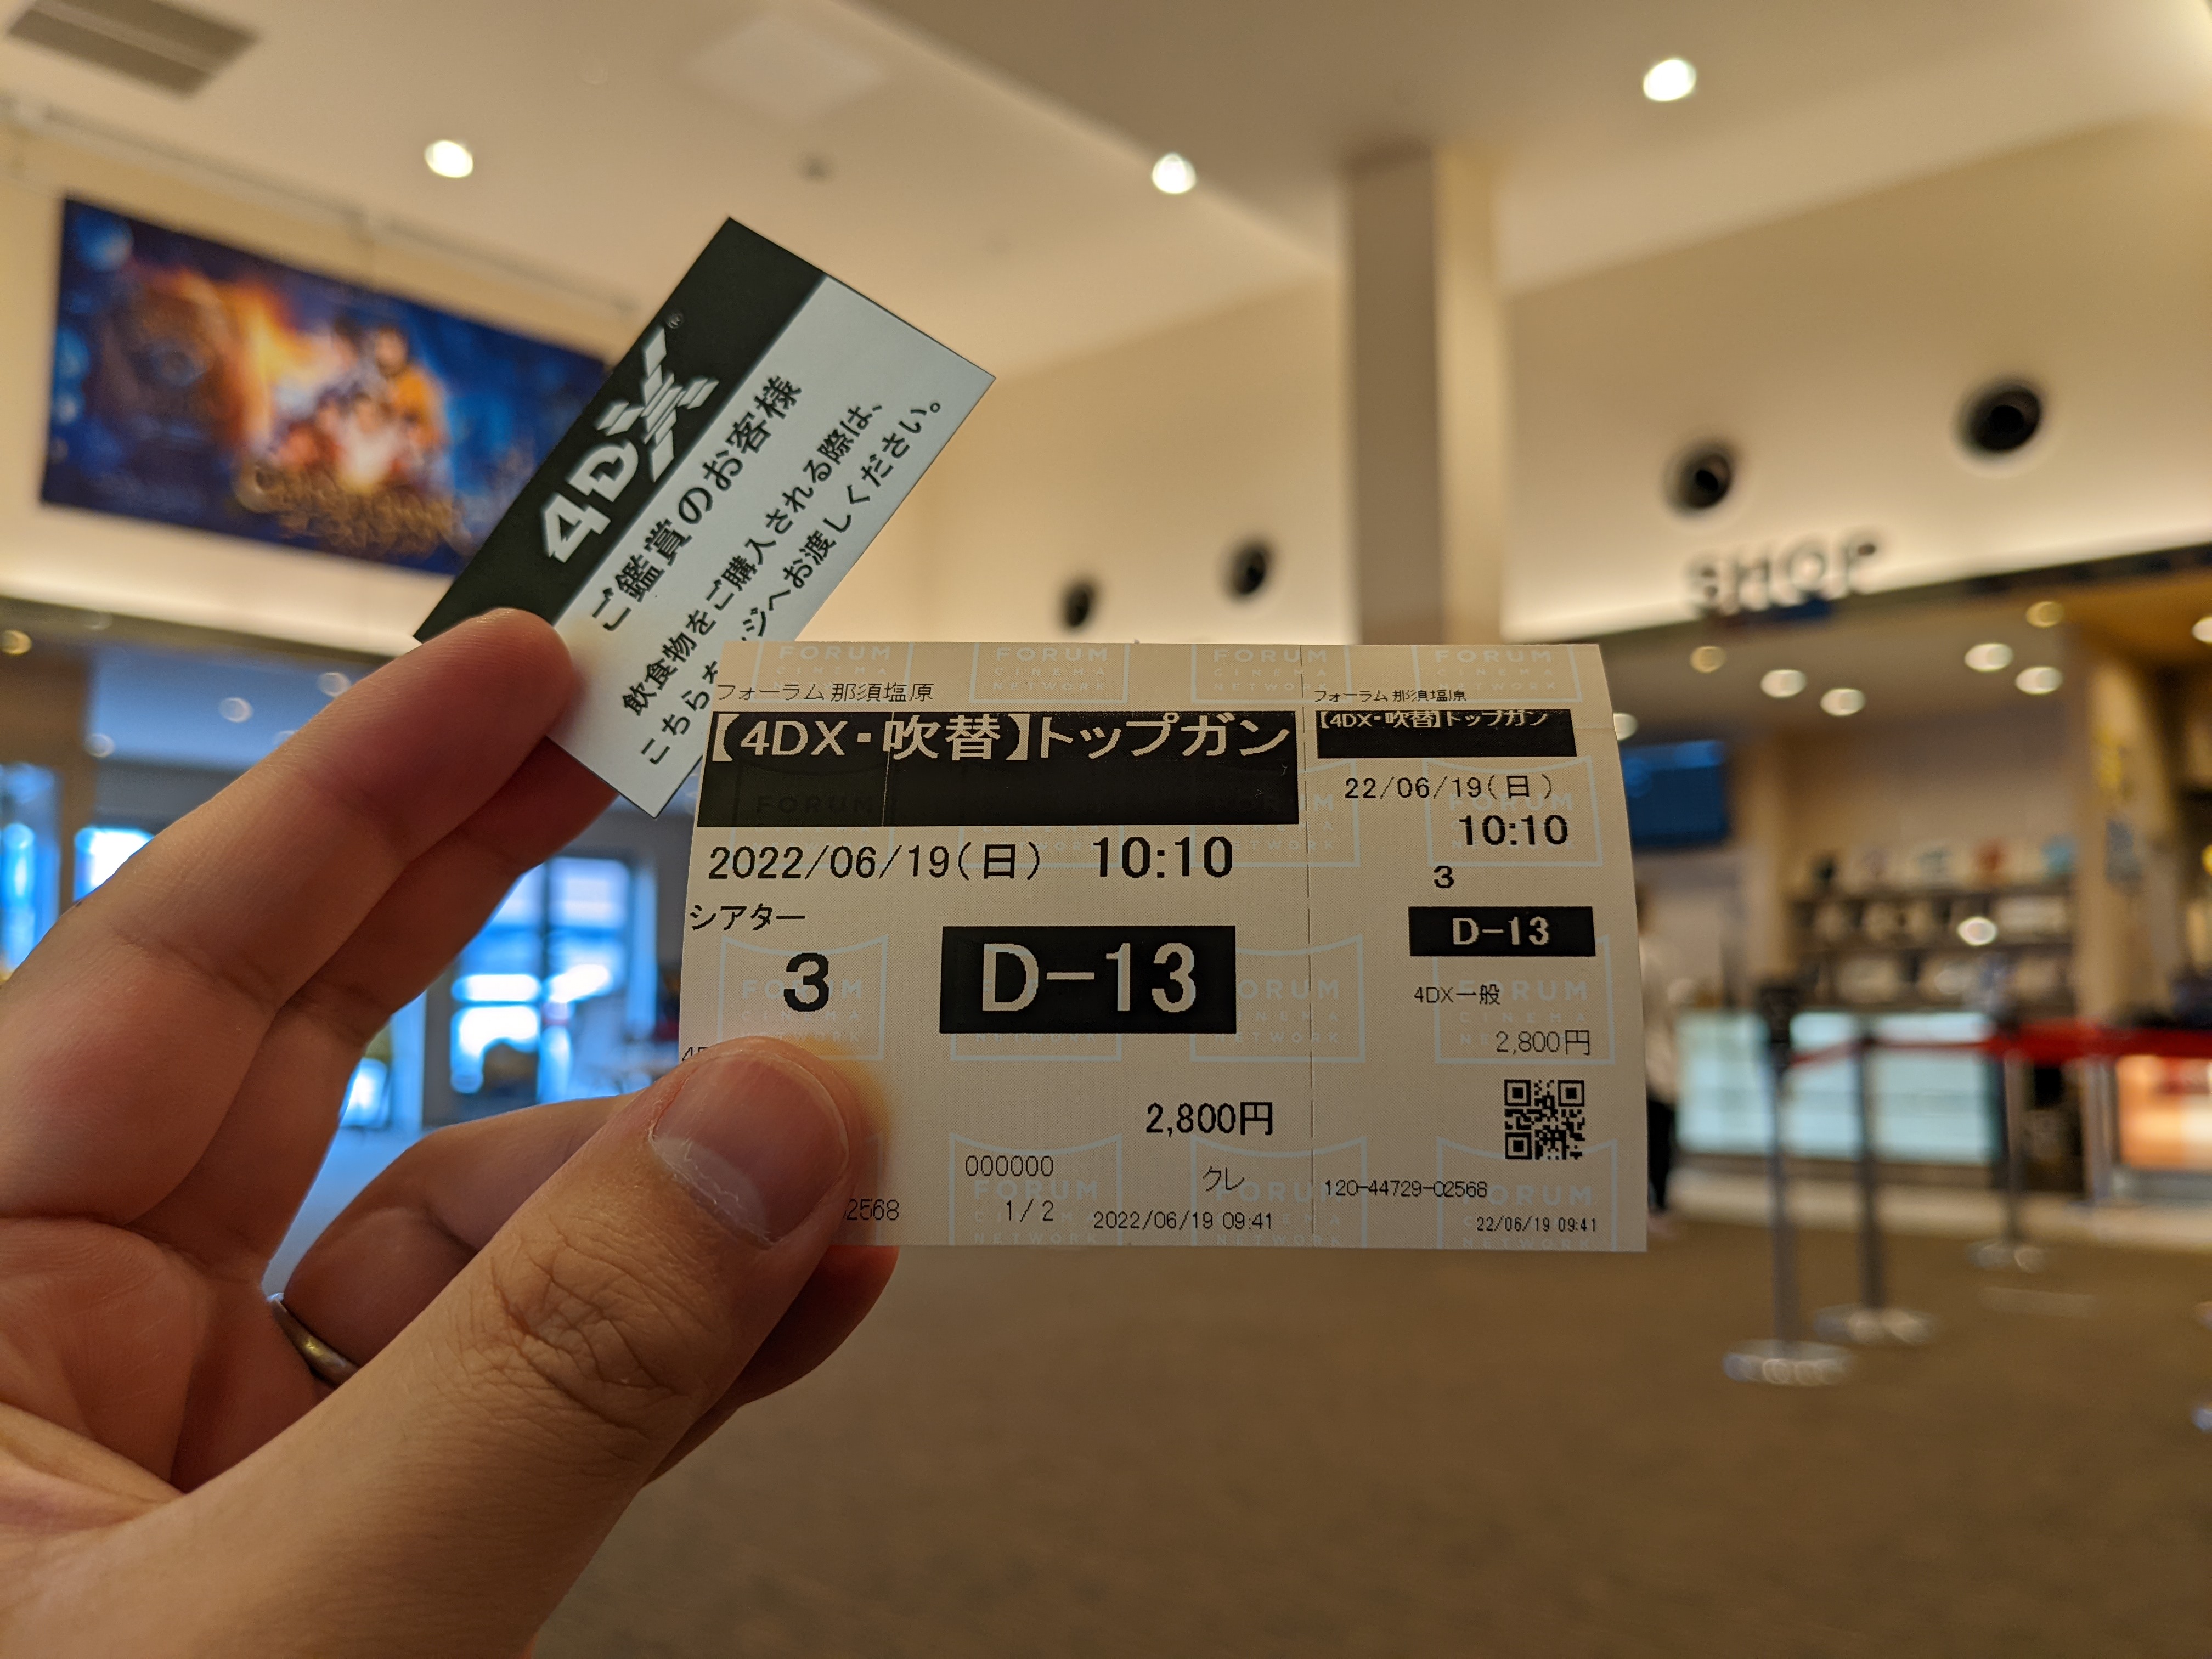 4DX®
ご鑑賞のお客様
飲食物をご購入される際は、
こちらを
ジへお渡しください。
フォーラム那須塩原
【4DX・吹替】トップガン
2022/06/19(日) 10:10
シアター
3
D-13
2,800円
000000
クレ
2568
1/2
2022/06/19 09:41
フォーラム那須塩原
【4DX・吹替】トップガン
22/06/19(日)
10:10
3
D-13
4DX一般
2,800円
120-44729-02568
22/06/19 09:41
FORUM
CINEMA
NETWORK
SHOP